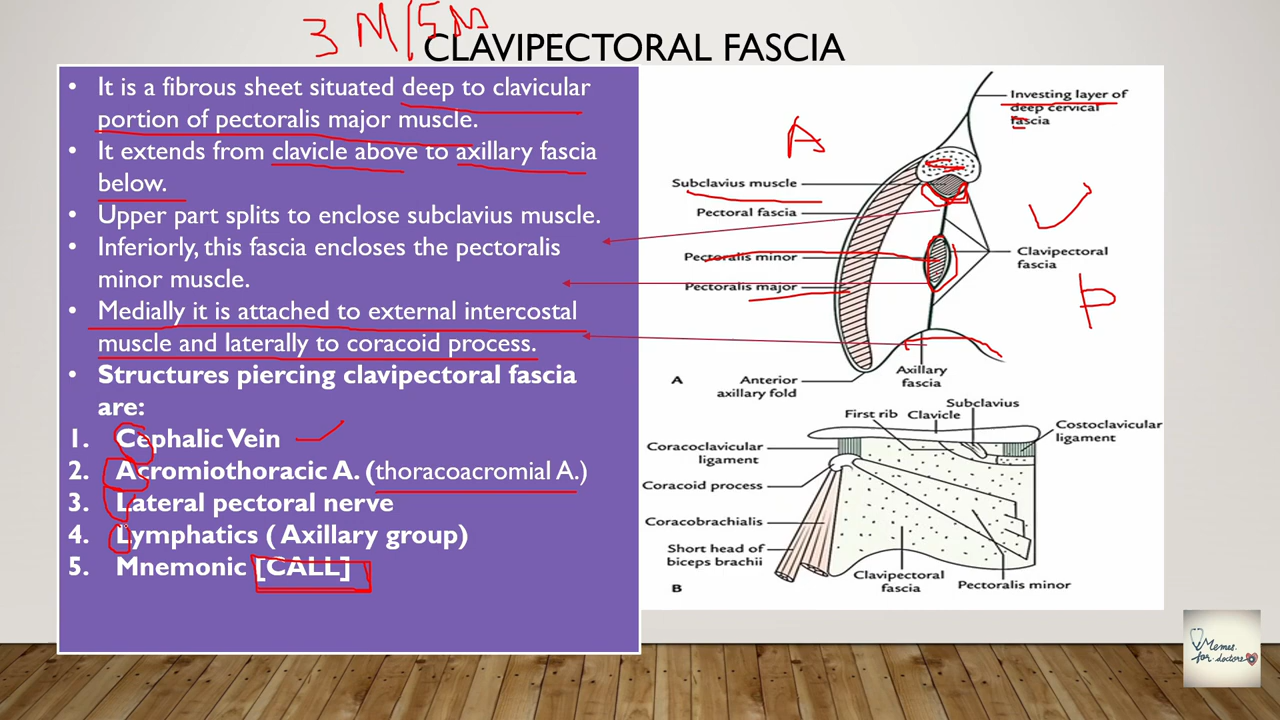 3 M/5M
CLAVIPECTORAL FASCIA
• It is a fibrous sheet situated deep to clavicular
portion of pectoralis major muscle.
• It extends from clavicle above to axillary fascia
below.
• Upper part splits to enclose subclavius muscle.
• Inferiorly, this fascia encloses the pectoralis
minor muscle.
• Medially it is attached to external intercostal
muscle and laterally to coracoid process.
• Structures piercing clavipectoral fascia
are:
1. Cephalic Vein
2. Acromiothoracic A. (thoracoacromial A.)
3. Lateral pectoral nerve
4. Lymphatics ( Axillary group)
5. Mnemonic [CALL]
A
Investing layer of
deep cervical
fascia
Subclavius muscle
Pectoral fascia
Pectoralis minor
Pectoralis major
Clavipectoral
fascia
P
A
Anterior
axillary fold
Axillary
fascia
First rib
Clavicle
Subclavius
Costoclavicular
ligament
Coracoclavicular
ligament
Coracoid process
Coracobrachialis
Short head of
biceps brachii
Clavipectoral
fascia
Pectoralis minor
B
Memes
for doctors